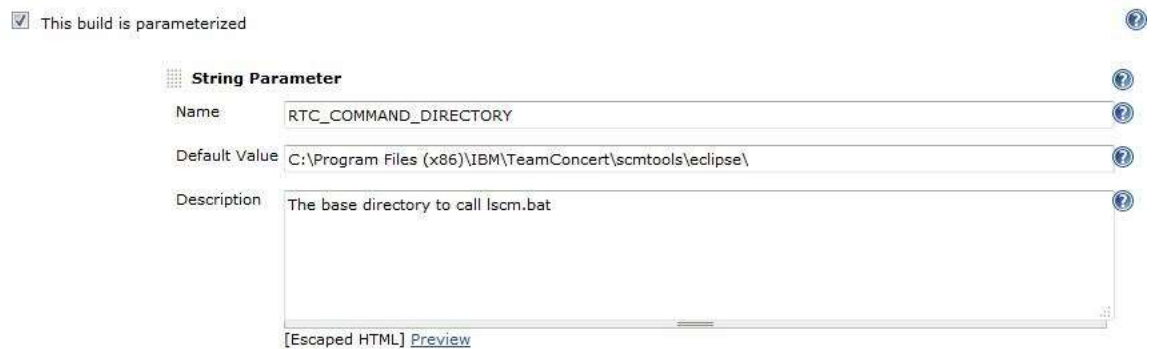 This build is parameterized
String Parameter
Name RTC_COMMAND_DIRECTORY
Default Value C:\Program Files (x86)\IBM\TeamConcert\scmtools\eclipse\
Description The base directory to call lscm.bat
[Escaped HTML] Preview